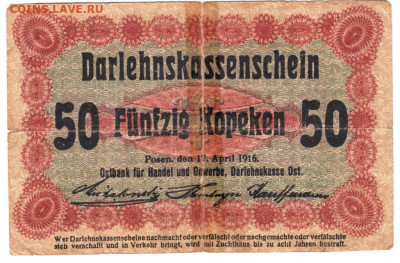 COINS.LAVE.RU
Darlehnskassenschein
50 Fünfzig Kopeken 50
Posen, den 17. April 1916.
Ostbank für Handel und Gewerbe, Darlehnskasse Ost.
Wer Darlehnskassenscheine nachmacht oder verfälscht oder nachgemachte oder verfälschte
sich verschafft und in Verkehr bringt, wird mit Zuchthaus bis zu acht Jahren bestraft.